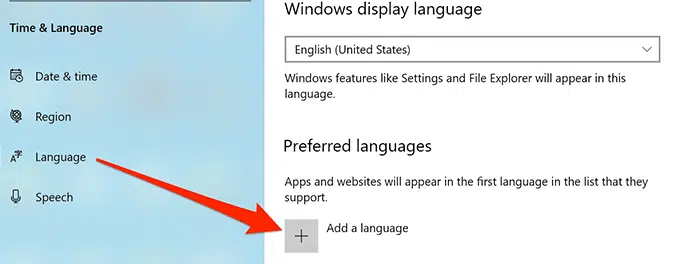 Time & Language
Date & time
Region
Language
Speech
Windows display language
English (United States)
Windows features like Settings and File Explorer will appear in this
language.
Preferred languages
Apps and websites will appear in the first language in the list that they
support.
Add a language